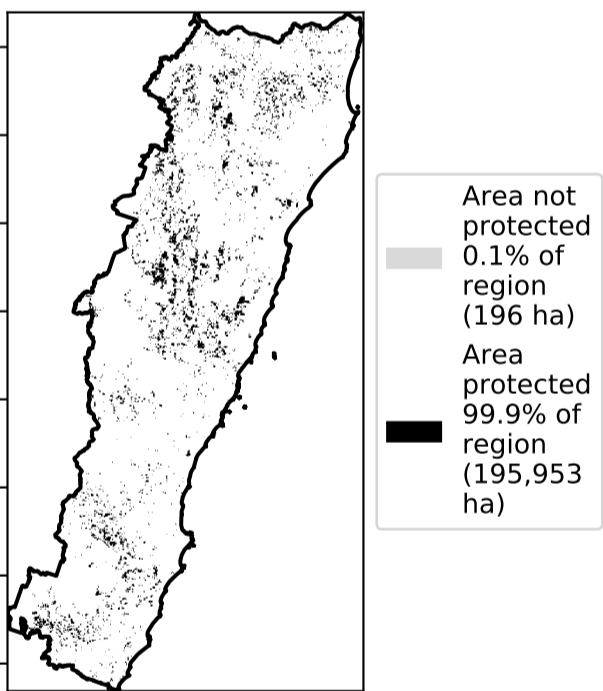 Area not
protected
0.1% of
region
(196 ha)
Area
protected
99.9% of
region
(195,953
ha)